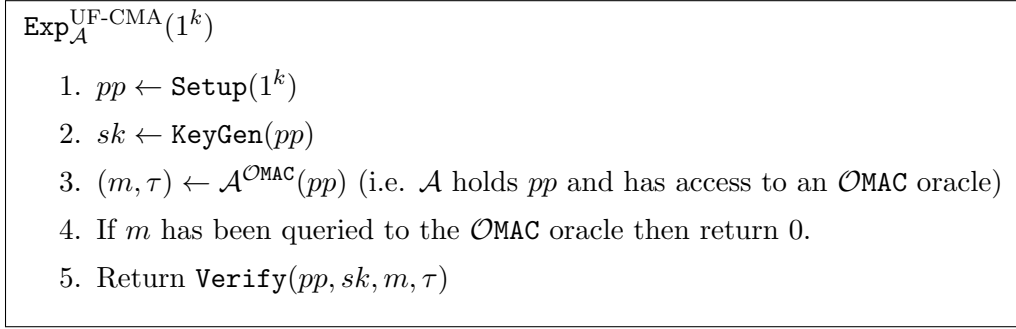 Exp_𝒜^{UF-CMA}(1^k)
1. pp ← Setup(1^k)
2. sk ← KeyGen(pp)
3. (m, τ) ← 𝒜^{𝒪MAC}(pp) (i.e. 𝒜 holds pp and has access to an 𝒪MAC oracle)
4. If m has been queried to the 𝒪MAC oracle then return 0.
5. Return Verify(pp, sk, m, τ)